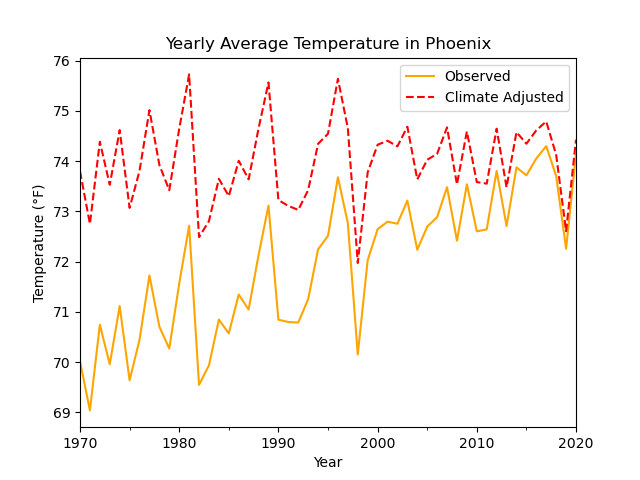 Yearly Average Temperature in Phoenix
76
75
74
73
72
71
70
69
Temperature (°F)
Observed
Climate Adjusted
1970 1980 1990 2000 2010 2020
Year